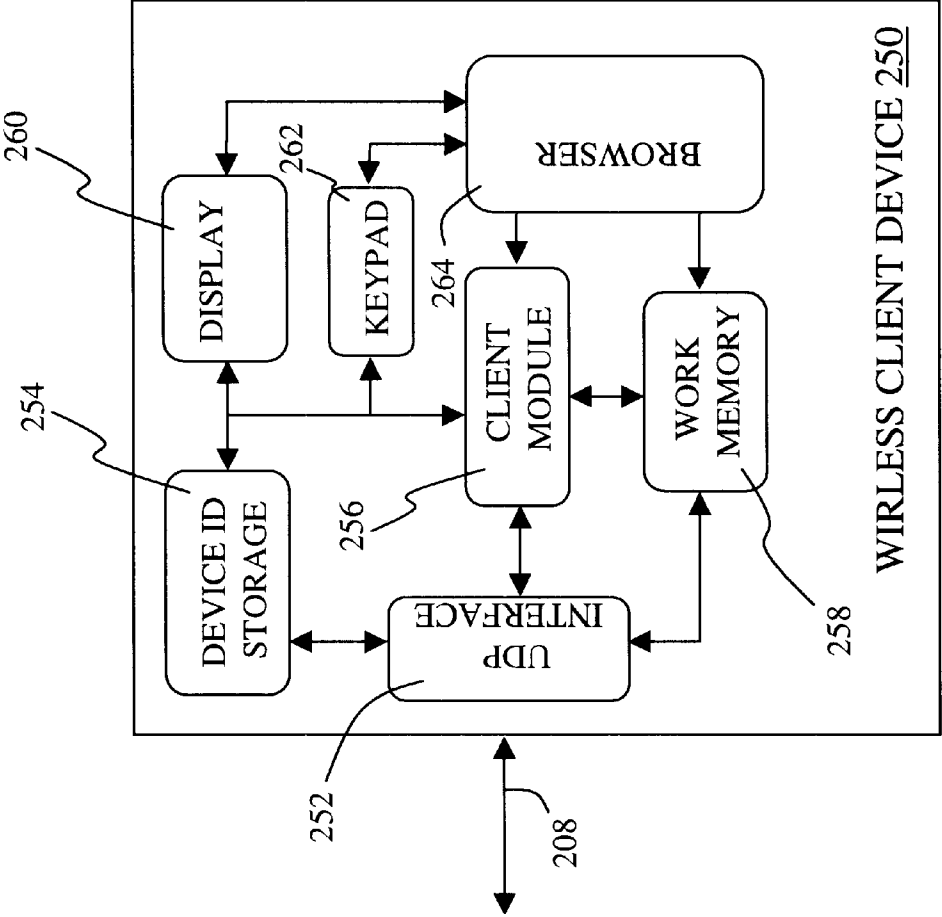 260
DISPLAY
262
KEYPAD
264
BROWSER
254
DEVICE ID
STORAGE
256
CLIENT
MODULE
WORK
MEMORY
258
UDP
INTERFACE
252
208
WIRLESS CLIENT DEVICE 250